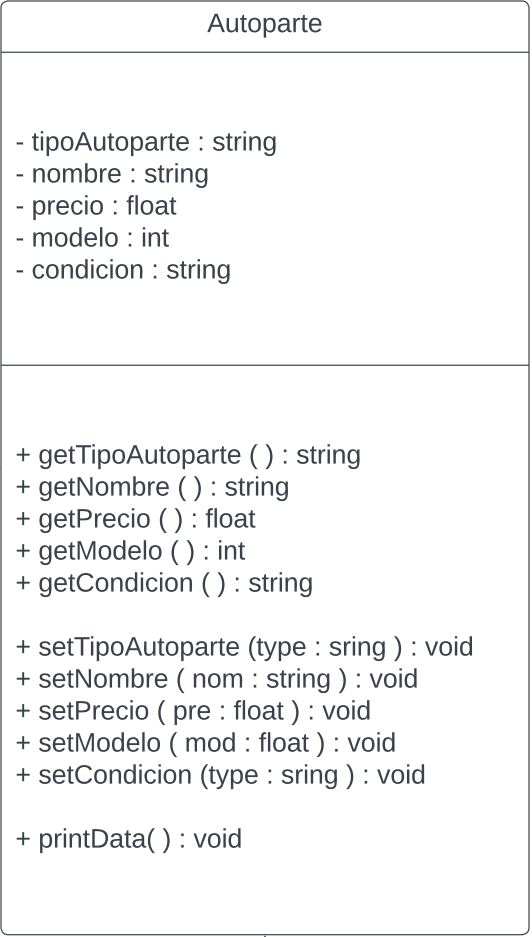 Autoparte
- tipoAutoparte : string
- nombre : string
- precio : float
- modelo : int
- condicion : string
+ getTipoAutoparte ( ) : string
+ getNombre ( ) : string
+ getPrecio ( ) : float
+ getModelo ( ) : int
+ getCondicion ( ) : string
+ setTipoAutoparte (type : sring ) : void
+ setNombre ( nom : string ) : void
+ setPrecio ( pre : float ) : void
+ setModelo ( mod : float ) : void
+ setCondicion (type : sring ) : void
+ printData( ) : void